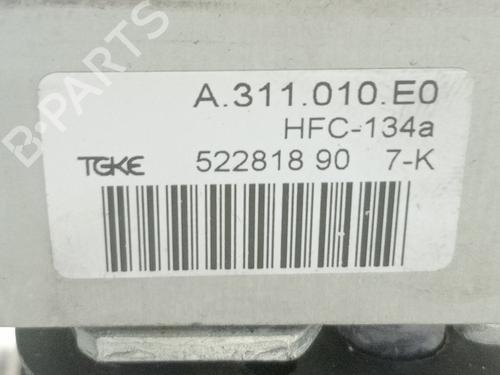 A.311.010.E0
HFC-134a
TGKE 522818 90 7-K
B-PARTS